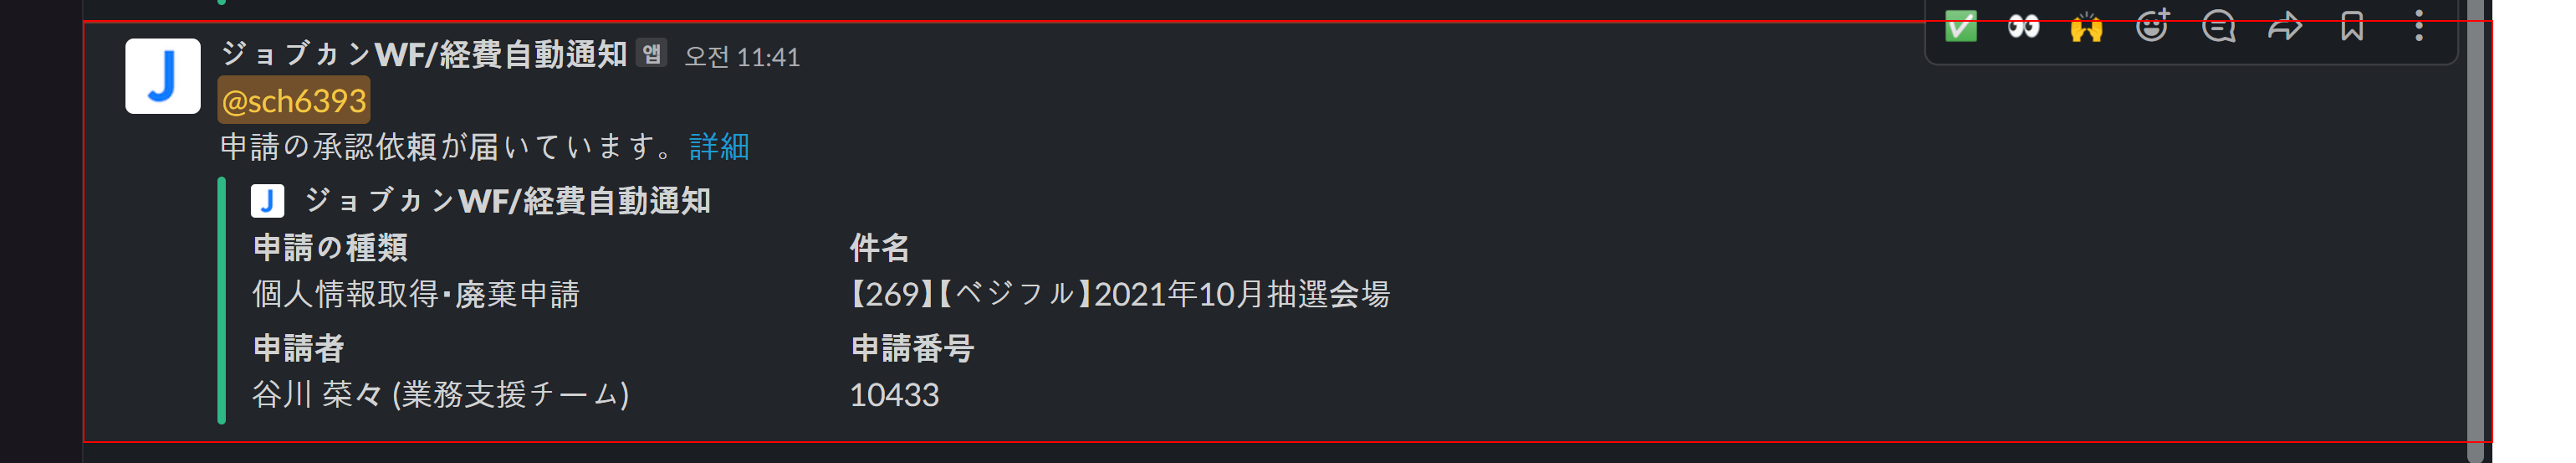 ジョブカンWF/経費自動通知 앱 오전 11:41
@sch6393
申請の承認依頼が届いています。詳細
J ジョブカンWF/経費自動通知
申請の種類 件名
個人情報取得・廃棄申請 【269】【ベジフル】2021年10月抽選会場
申請者 申請番号
谷川 菜々 (業務支援チーム) 10433